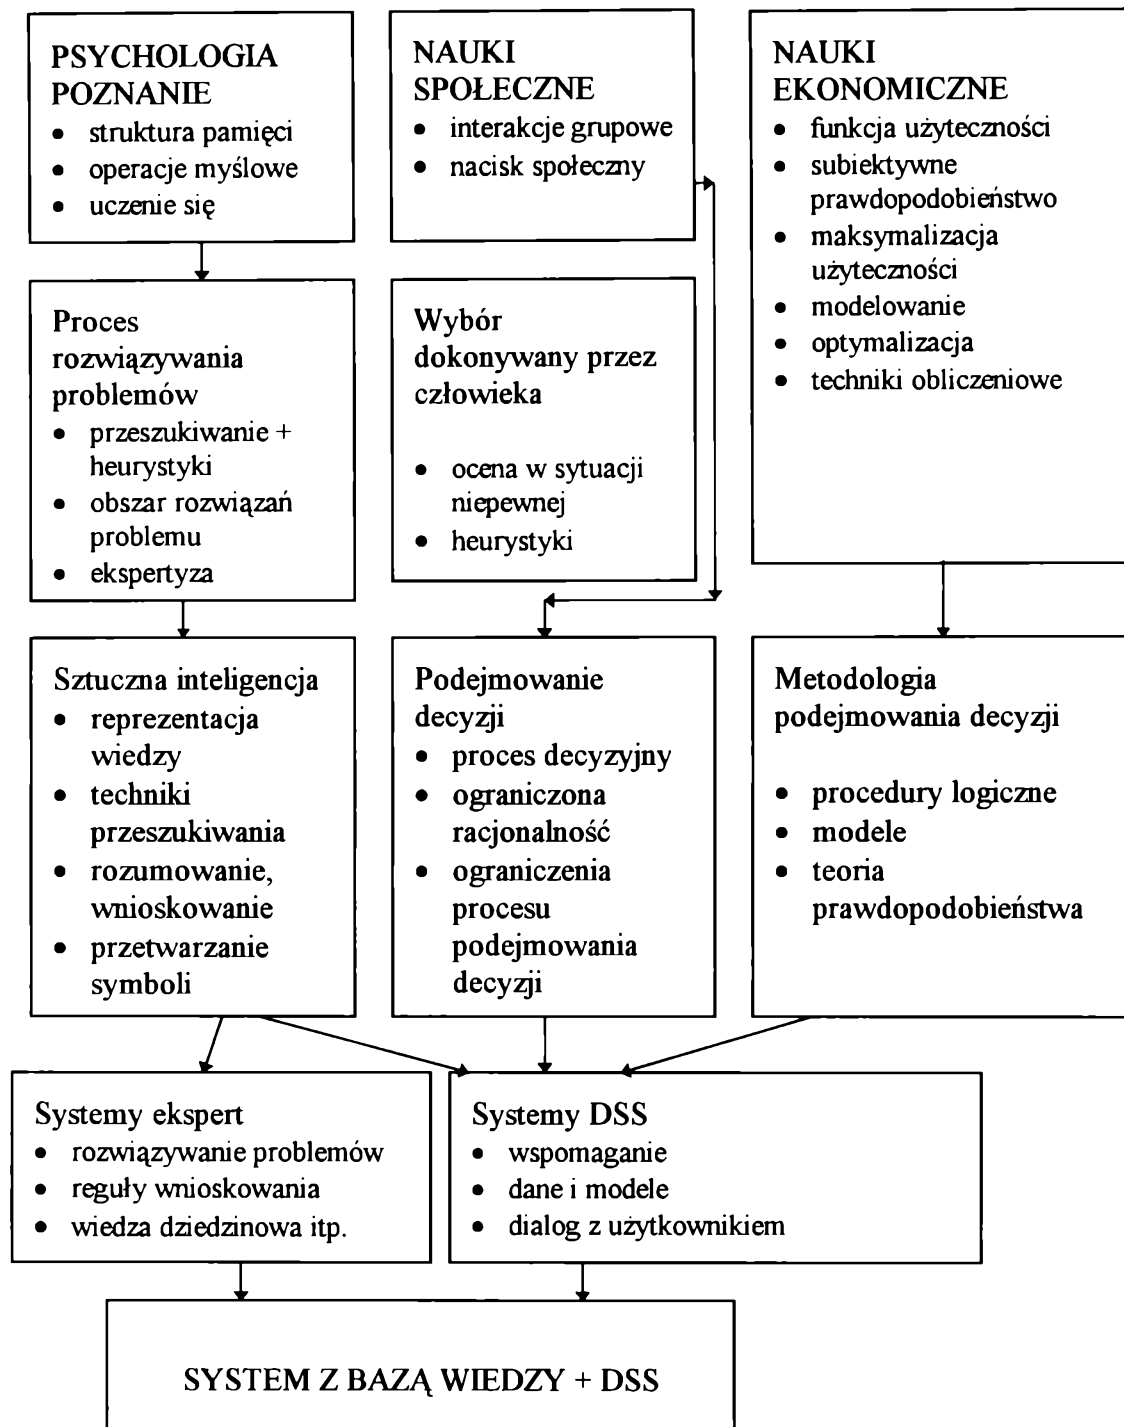 PSYCHOLOGIA
POZNANIE
• struktura pamięci
• operacje myślowe
• uczenie się
NAUKI
SPOŁECZNE
• interakcje grupowe
• nacisk społeczny
NAUKI
EKONOMICZNE
• funkcja użyteczności
• subiektywne
prawdopodobieństwo
• maksymalizacja
użyteczności
• modelowanie
• optymalizacja
• techniki obliczeniowe
Proces
rozwiązywania
problemów
• przeszukiwanie +
heurystyki
• obszar rozwiązań
problemu
• ekspertyza
Wybór
dokonywany przez
człowieka
• ocena w sytuacji
niepewnej
• heurystyki
Sztuczna inteligencja
• reprezentacja
wiedzy
• techniki
przeszukiwania
• rozumowanie,
wnioskowanie
• przetwarzanie
symboli
Podejmowanie
decyzji
• proces decyzyjny
• ograniczona
racjonalność
• ograniczenia
procesu
podejmowania
decyzji
Metodologia
podejmowania decyzji
• procedury logiczne
• modele
• teoria
prawdopodobieństwa
Systemy ekspert
• rozwiązywanie problemów
• reguły wnioskowania
• wiedza dziedzinowa itp.
Systemy DSS
• wspomaganie
• dane i modele
• dialog z użytkownikiem
SYSTEM Z BAZĄ WIEDZY + DSS